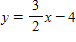 y = 3/2 x − 4